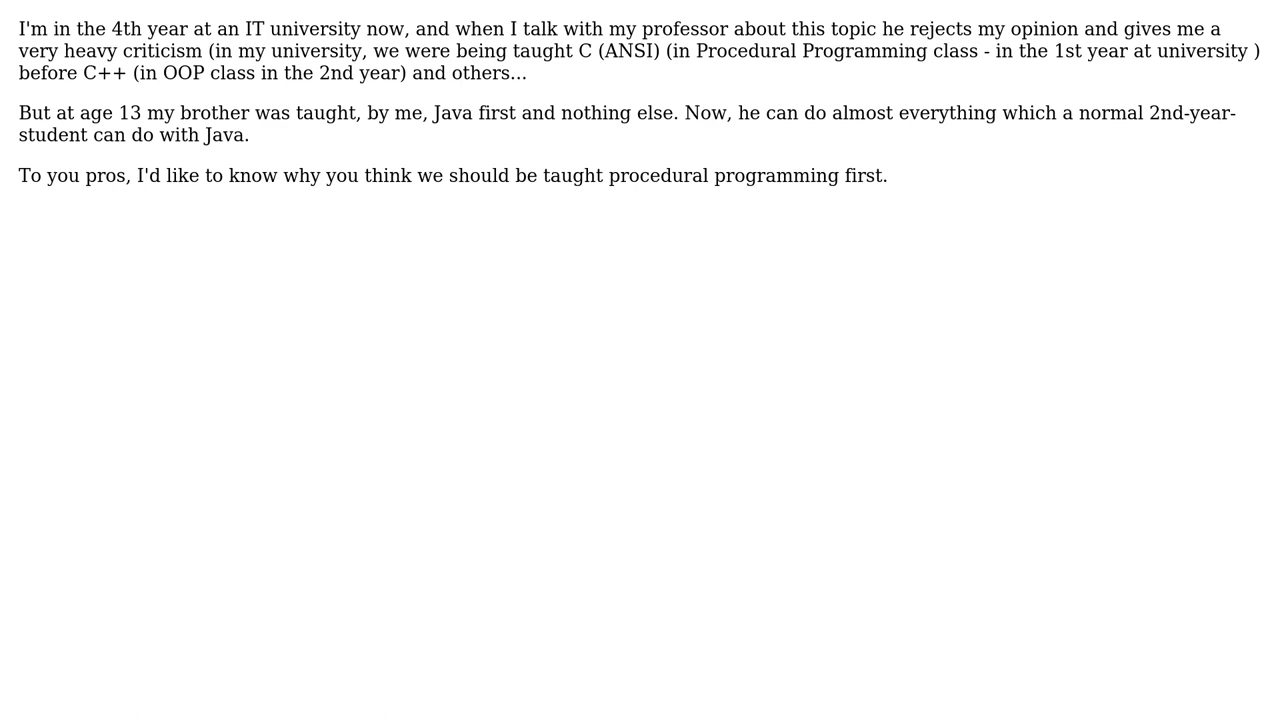 I'm in the 4th year at an IT university now, and when I talk with my professor about this topic he rejects my opinion and gives me a
very heavy criticism (in my university, we were being taught C (ANSI) (in Procedural Programming class - in the 1st year at university )
before C++ (in OOP class in the 2nd year) and others...
But at age 13 my brother was taught, by me, Java first and nothing else. Now, he can do almost everything which a normal 2nd-year-
student can do with Java.
To you pros, I'd like to know why you think we should be taught procedural programming first.